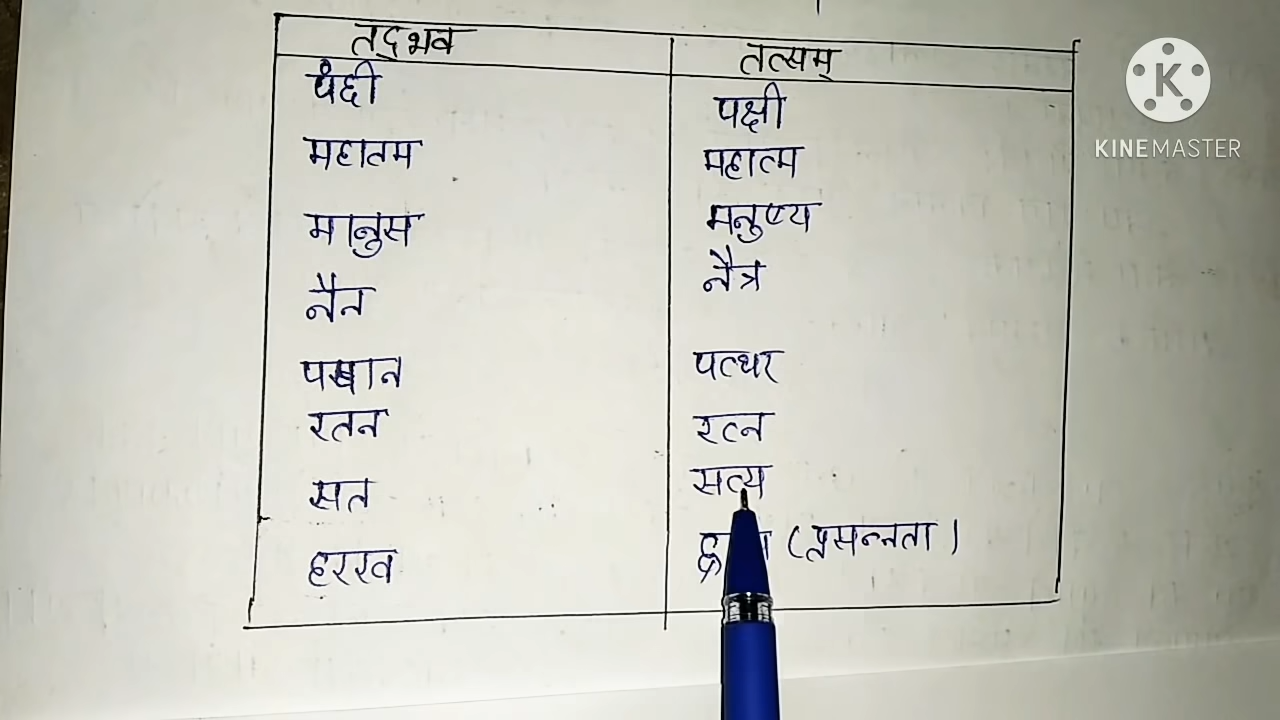 तद्भव तत्सम्
पंछी पक्षी
महातम महात्म
मानुस मनुष्य
नैन नैत्र
पखान पत्थर
रतन रत्न
सत सत्य
हरख (प्रसन्नता)
K
KINEMASTER